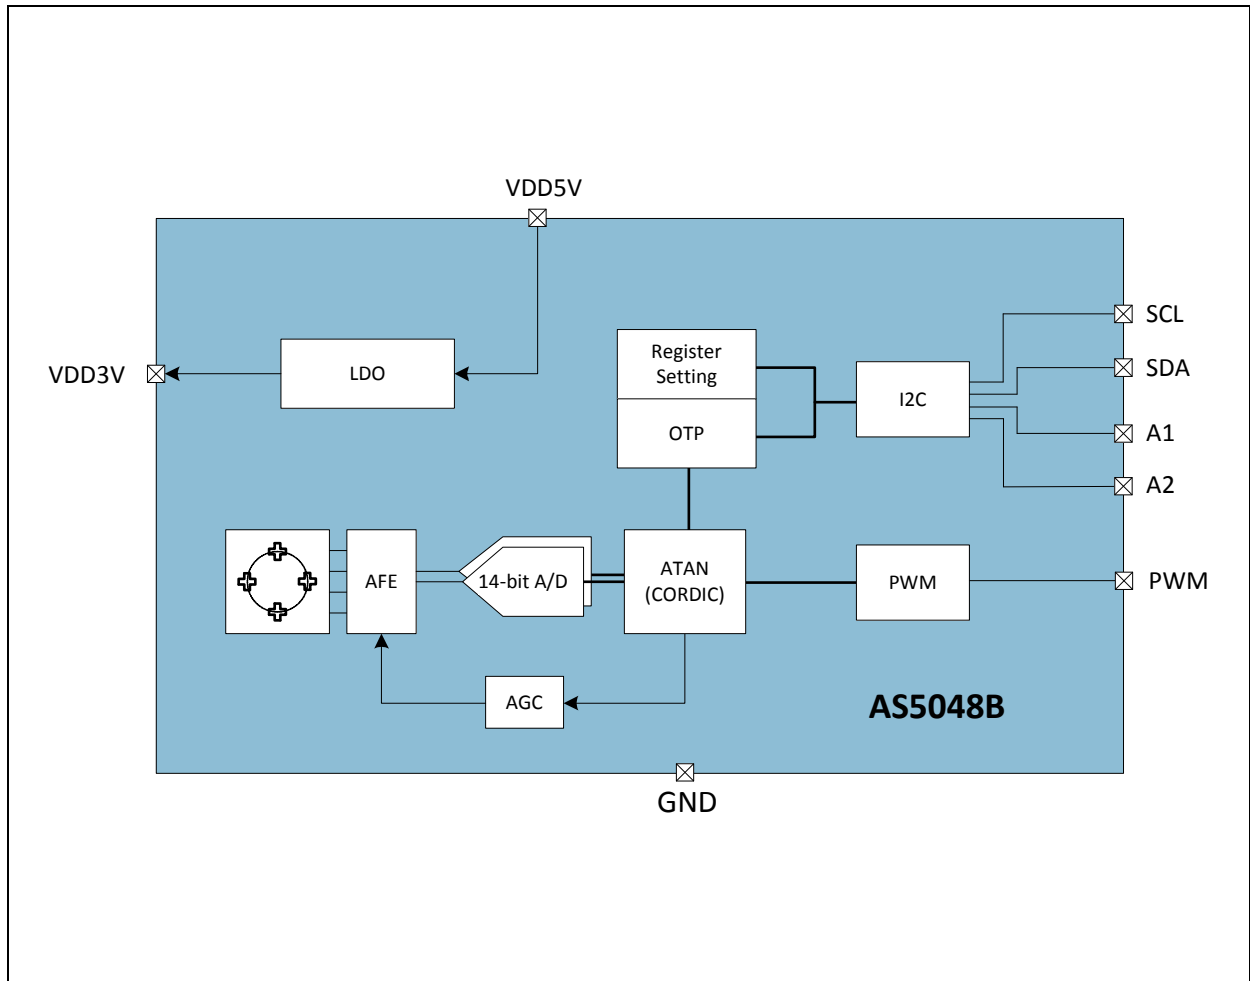 VDD5V
VDD3V
LDO
Register
Setting
OTP
I2C
SCL
SDA
A1
A2
AFE
14-bit A/D
ATAN
(CORDIC)
PWM
PWM
AGC
AS5048B
GND